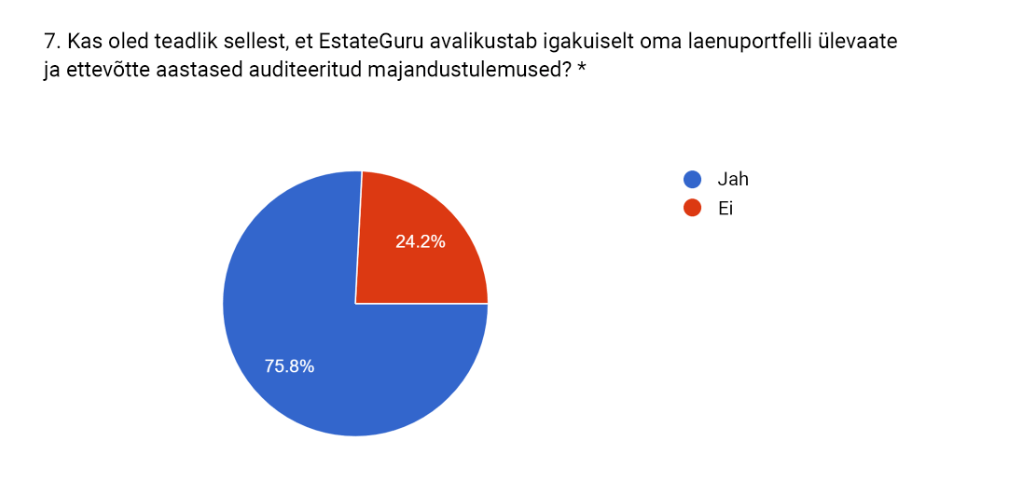 7. Kas oled teadlik sellest, et EstateGuru avalikustab igakuiselt oma laenuportfelli ülevaate
ja ettevõtte aastased auditeeritud majandustulemused? *
Jah
Ei
24.2%
75.8%